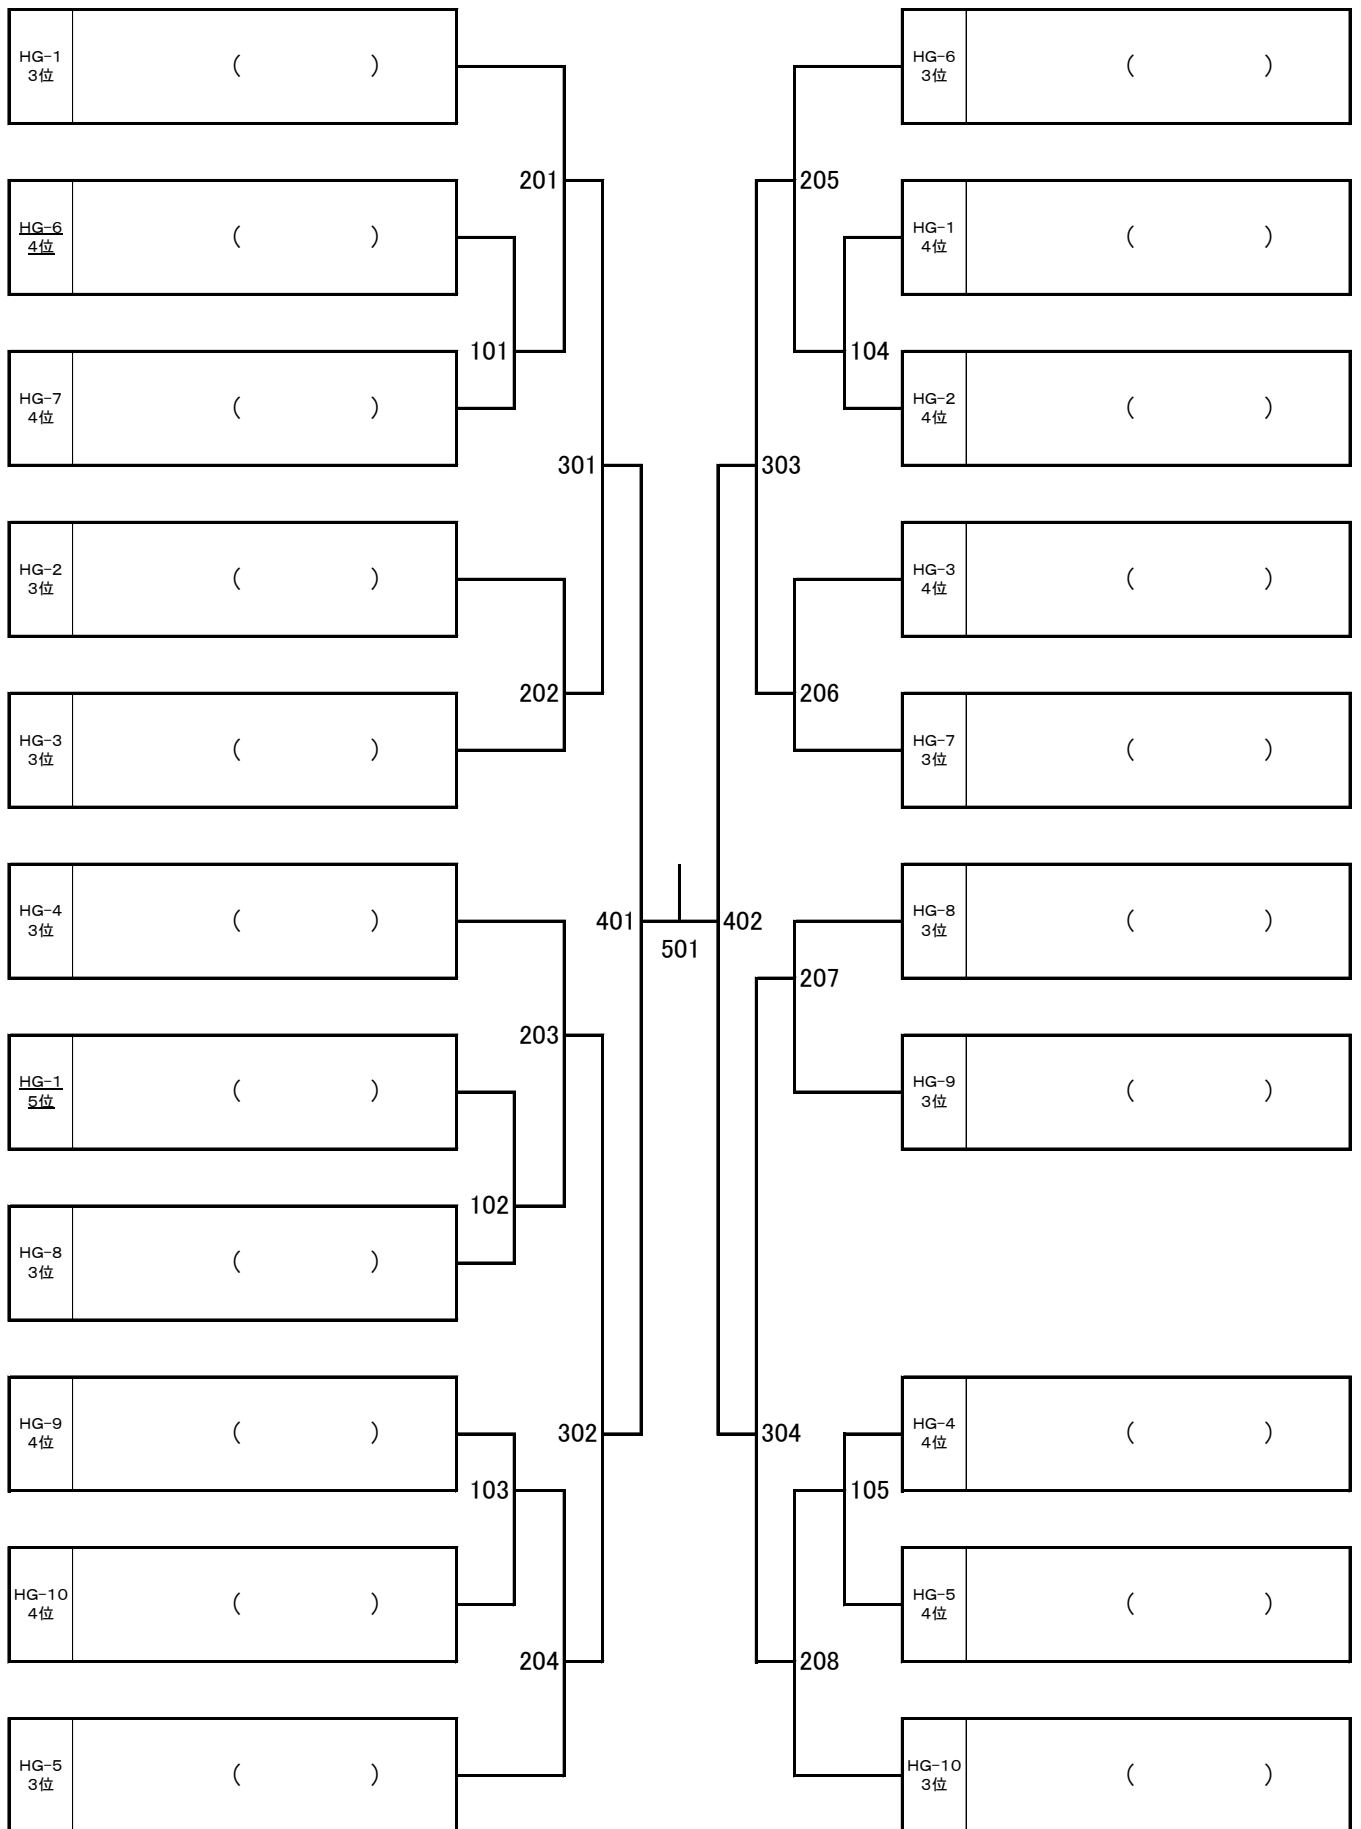 HG-1
3位
( )
HG-6
4位
( )
HG-7
4位
( )
HG-2
3位
( )
HG-3
3位
( )
HG-4
3位
( )
HG-1
5位
( )
HG-8
3位
( )
HG-9
4位
( )
HG-10
4位
( )
HG-5
3位
( )
201
101
301
202
401
203
102
302
103
204
501
205
104
303
206
402
207
304
105
208
HG-6
3位
( )
HG-1
4位
( )
HG-2
4位
( )
HG-3
4位
( )
HG-7
3位
( )
HG-8
3位
( )
HG-9
3位
( )
HG-4
4位
( )
HG-5
4位
( )
HG-10
3位
( )